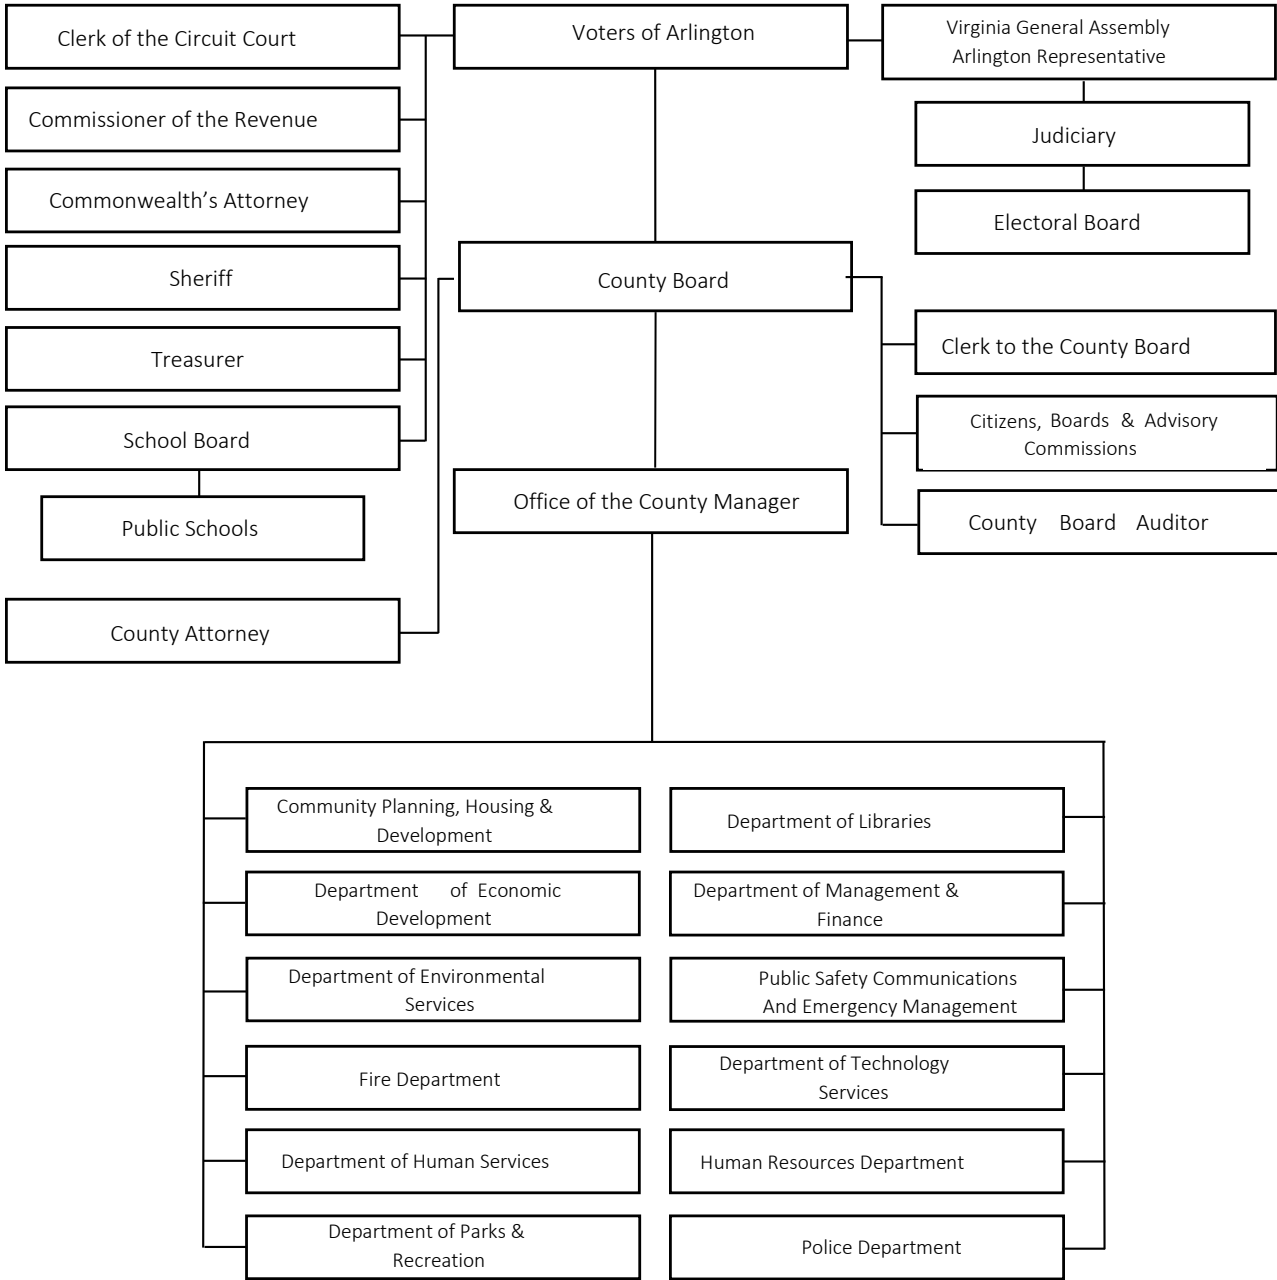 Clerk of the Circuit Court
Voters of Arlington
Virginia General Assembly
Arlington Representative
Commissioner of the Revenue
Judiciary
Commonwealth’s Attorney
Electoral Board
Sheriff
County Board
Treasurer
Clerk to the County Board
School Board
Citizens, Boards & Advisory
Commissions
Public Schools
Office of the County Manager
County Board Auditor
County Attorney
Community Planning, Housing &
Development
Department of Libraries
Department of Economic
Development
Department of Management &
Finance
Department of Environmental
Services
Public Safety Communications
And Emergency Management
Fire Department
Department of Technology
Services
Department of Human Services
Human Resources Department
Department of Parks &
Recreation
Police Department